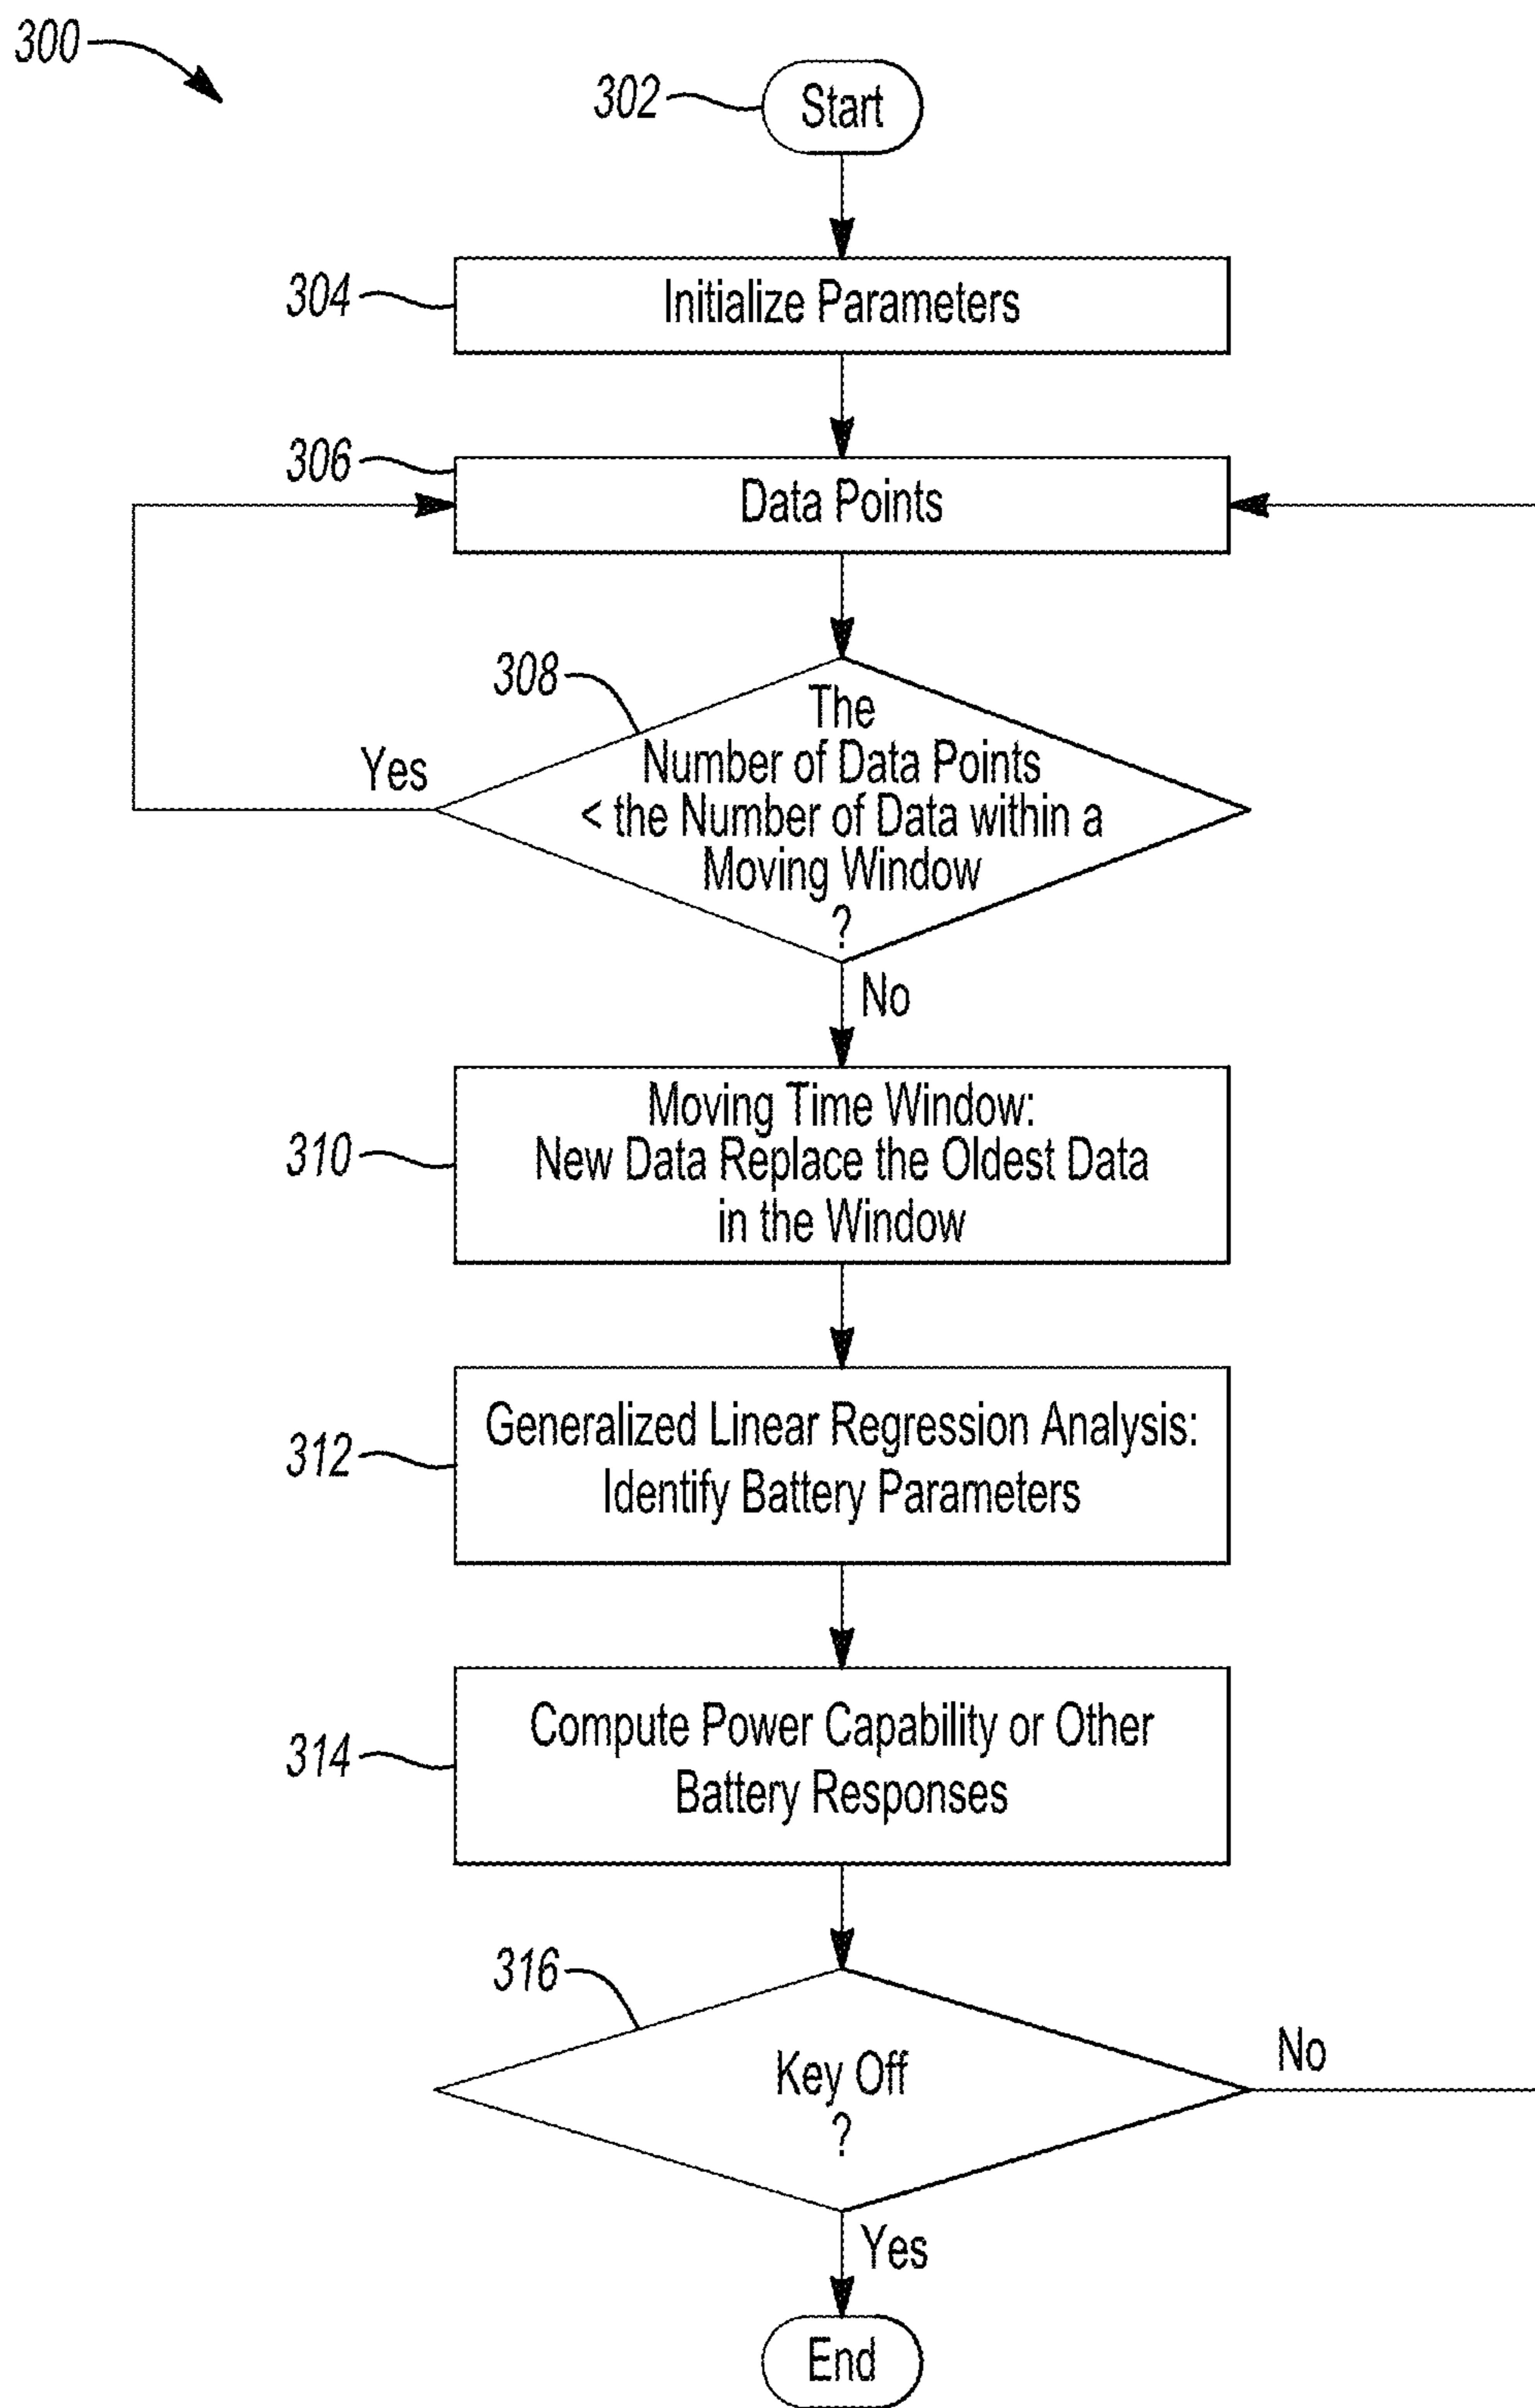 300
302
Start
304
Initialize Parameters
306
Data Points
308
The
Number of Data Points
< the Number of Data within a
Moving Window
?
Yes
No
310
Moving Time Window:
New Data Replace the Oldest Data
in the Window
312
Generalized Linear Regression Analysis:
Identify Battery Parameters
314
Compute Power Capability or Other
Battery Responses
316
Key Off
?
No
Yes
End